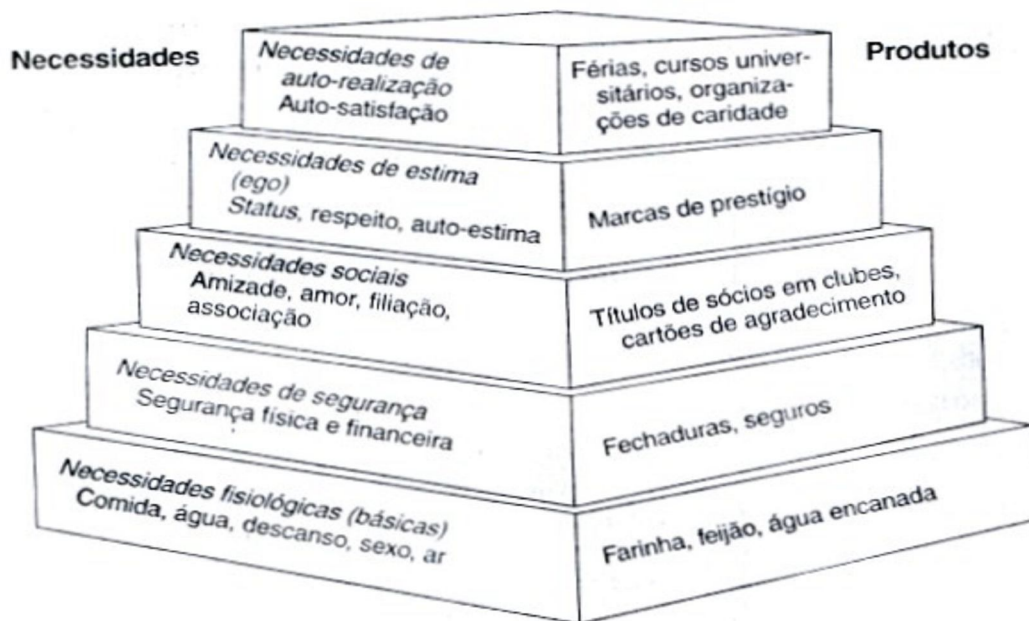 Necessidades
Produtos
Necessidades de
auto-realização
Auto-satisfação
Férias, cursos univer-
sitários, organiza-
ções de caridade
Necessidades de estima
(ego)
Status, respeito, auto-estima
Marcas de prestígio
Necessidades sociais
Amizade, amor, filiação,
associação
Títulos de sócios em clubes,
cartões de agradecimento
Necessidades de segurança
Segurança física e financeira
Fechaduras, seguros
Necessidades fisiológicas (básicas)
Comida, água, descanso, sexo, ar
Farinha, feijão, água encanada